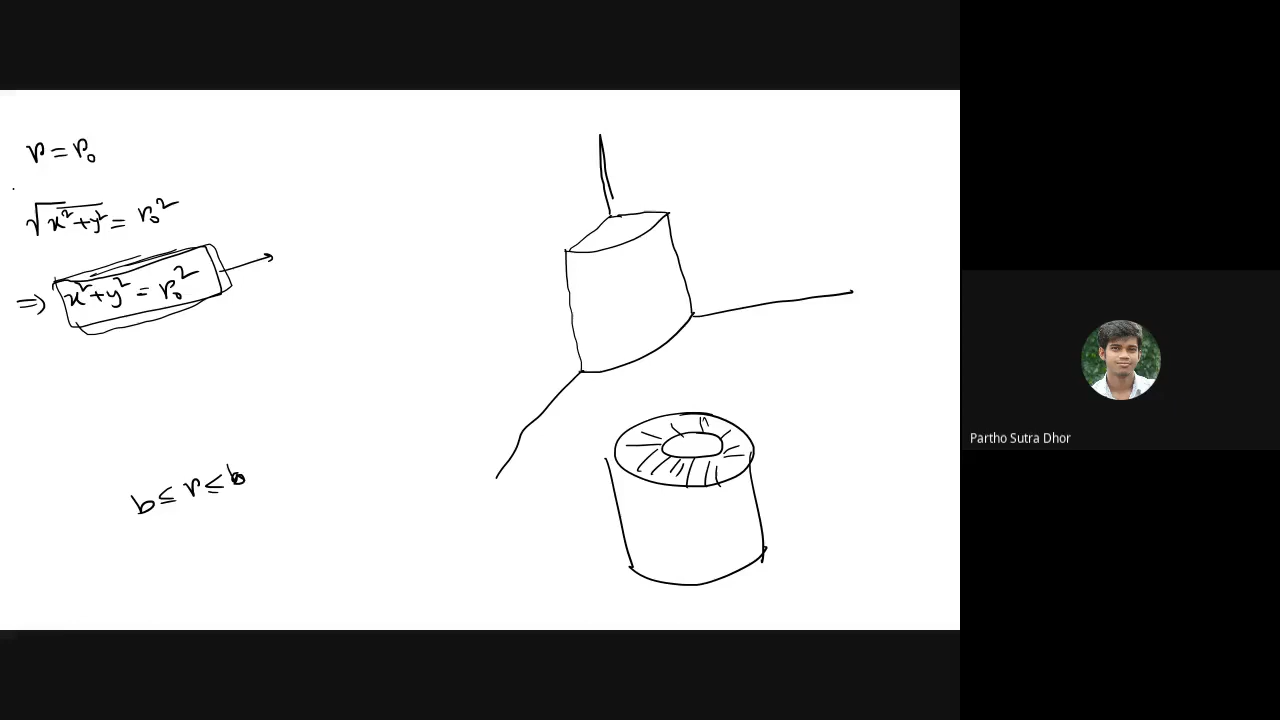 r = r₀
√x²+y² = r₀²
⇒) x²+y² = r₀²
b ≤ r ≤ b
Partho Sutra Dhor